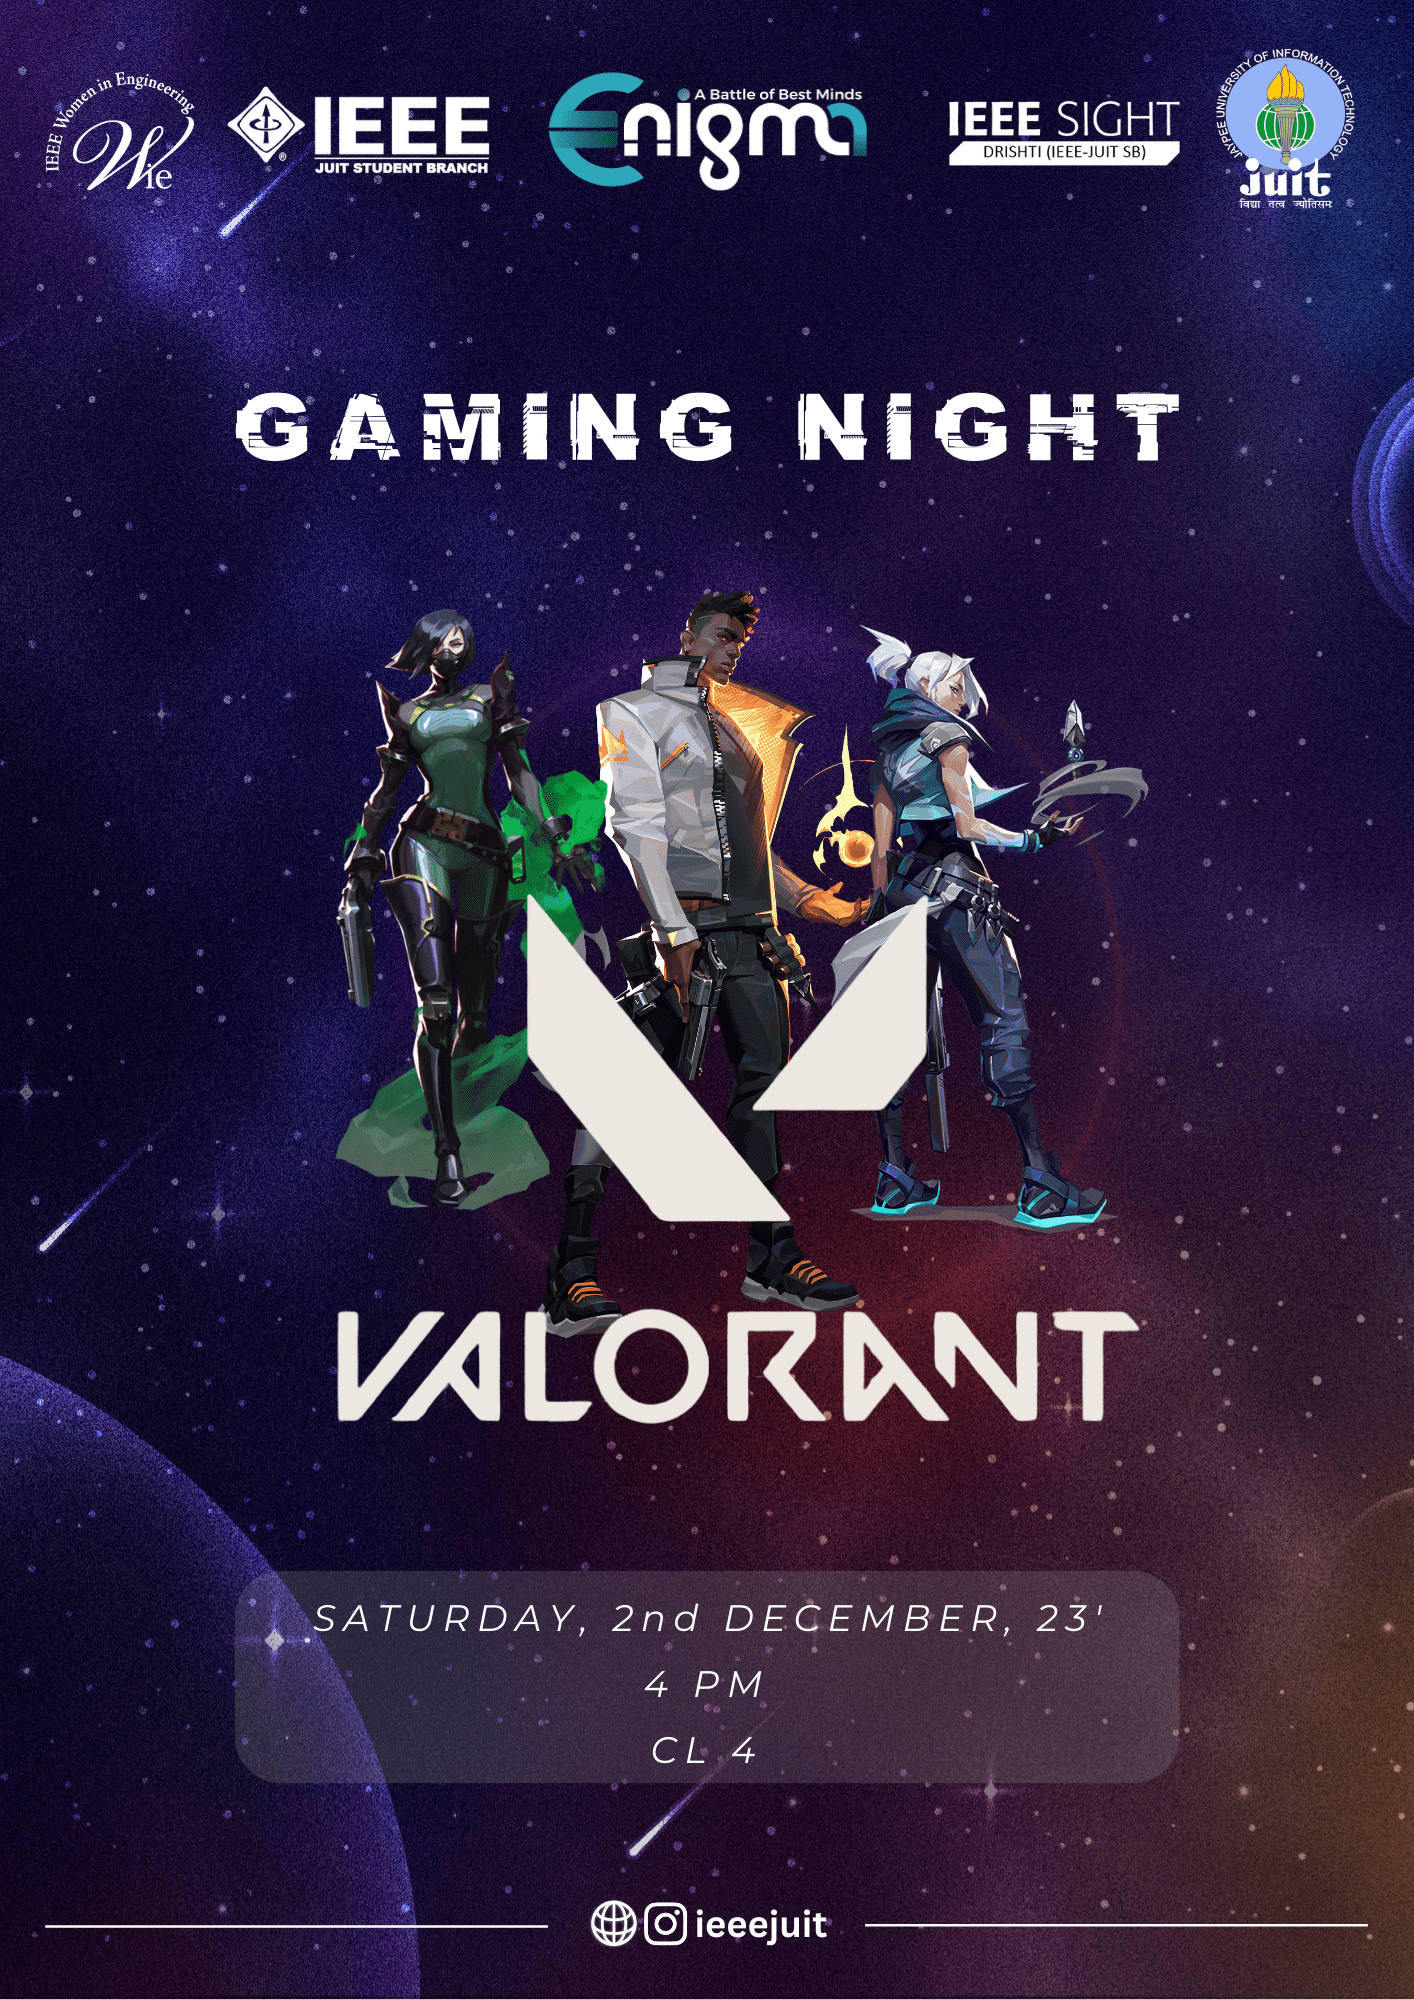 IEEE Women in Engineering
Wie
IEEE
®
JUIT STUDENT BRANCH
A Battle of Best Minds
Enigma
IEEE SIGHT
DRISHTI (IEEE-JUIT SB)
JAYPEE UNIVERSITY OF INFORMATION TECHNOLOGY
juit
विद्या तत्व ज्योतिसमः
GAMING NIGHT
VALORANT
SATURDAY, 2nd DECEMBER, 23'
4 PM
CL 4
ieeejuit